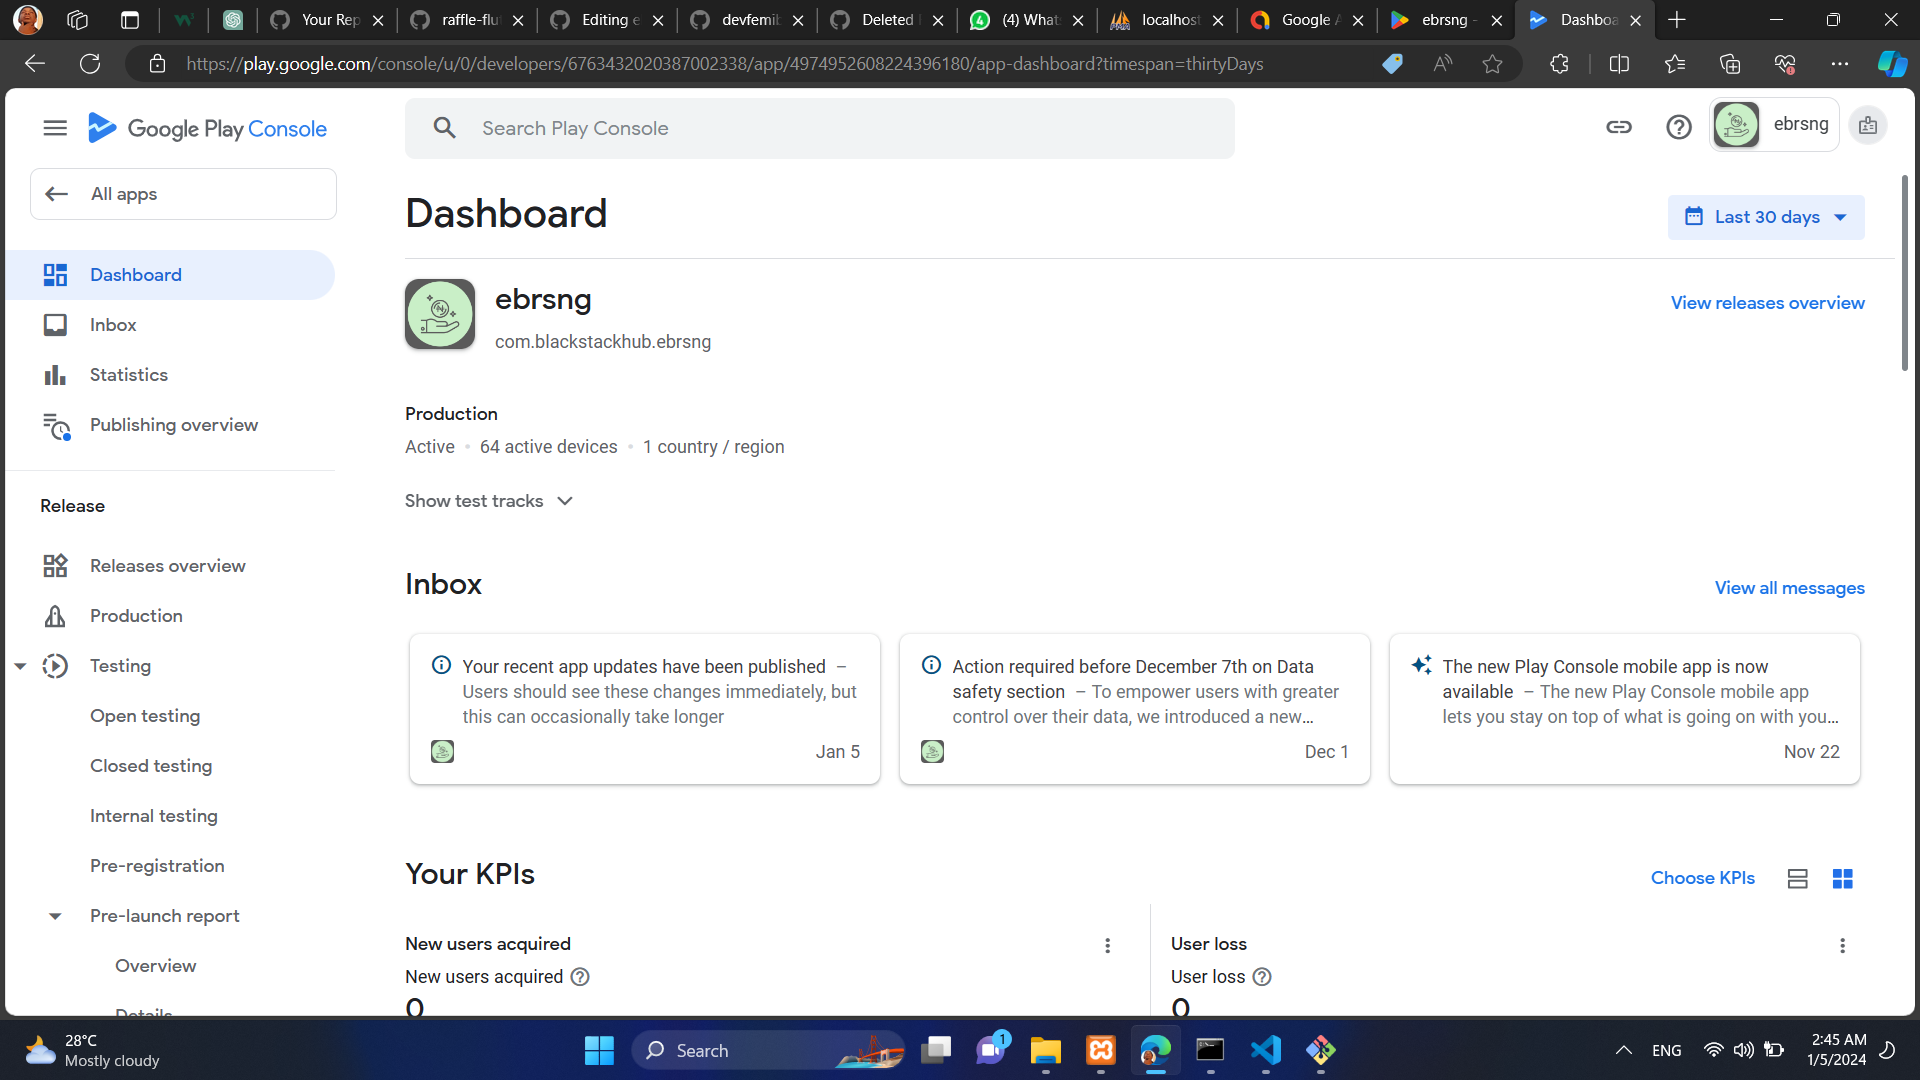 Your Rep
raffle-flut
Editing e
devfemib
Deleted
(4) Whats
localhost
Google A
ebrsng -
Dashboa
https://play.google.com/console/u/0/developers/6763432020387002338/app/4974952608224396180/app-dashboard?timespan=thirtyDays
Google Play Console
Search Play Console
ebrsng
All apps
Dashboard
Inbox
Statistics
Publishing overview
Release
Releases overview
Production
Testing
Open testing
Closed testing
Internal testing
Pre-registration
Pre-launch report
Overview
Details
Dashboard
Last 30 days
ebrsng
com.blackstackhub.ebrsng
View releases overview
Production
Active • 64 active devices • 1 country / region
Show test tracks
Inbox
View all messages
Your recent app updates have been published –
Users should see these changes immediately, but
this can occasionally take longer
Jan 5
Action required before December 7th on Data
safety section – To empower users with greater
control over their data, we introduced a new…
Dec 1
The new Play Console mobile app is now
available – The new Play Console mobile app
lets you stay on top of what is going on with you…
Nov 22
Your KPIs
Choose KPIs
New users acquired
New users acquired
0
User loss
User loss
0
28°C
Mostly cloudy
Search
1
ENG
2:45 AM
1/5/2024